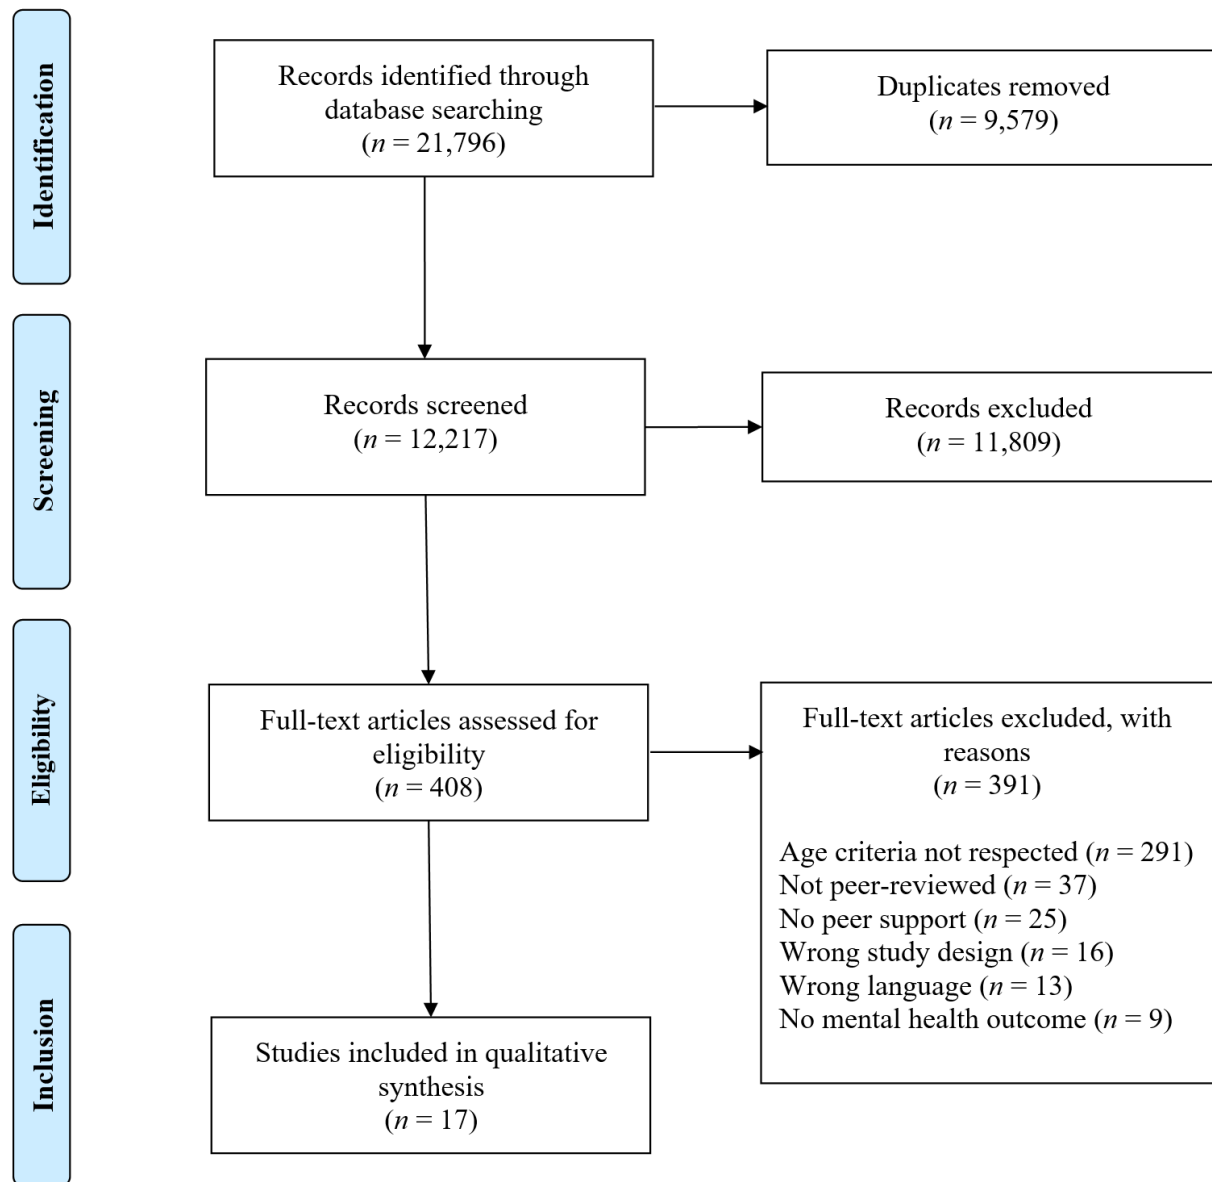 Identification
Records identified through
database searching
(n = 21,796)
Duplicates removed
(n = 9,579)
Screening
Records screened
(n = 12,217)
Records excluded
(n = 11,809)
Eligibility
Full-text articles assessed for
eligibility
(n = 408)
Full-text articles excluded, with
reasons
(n = 391)
Age criteria not respected (n = 291)
Not peer-reviewed (n = 37)
No peer support (n = 25)
Wrong study design (n = 16)
Wrong language (n = 13)
No mental health outcome (n = 9)
Inclusion
Studies included in qualitative
synthesis
(n = 17)